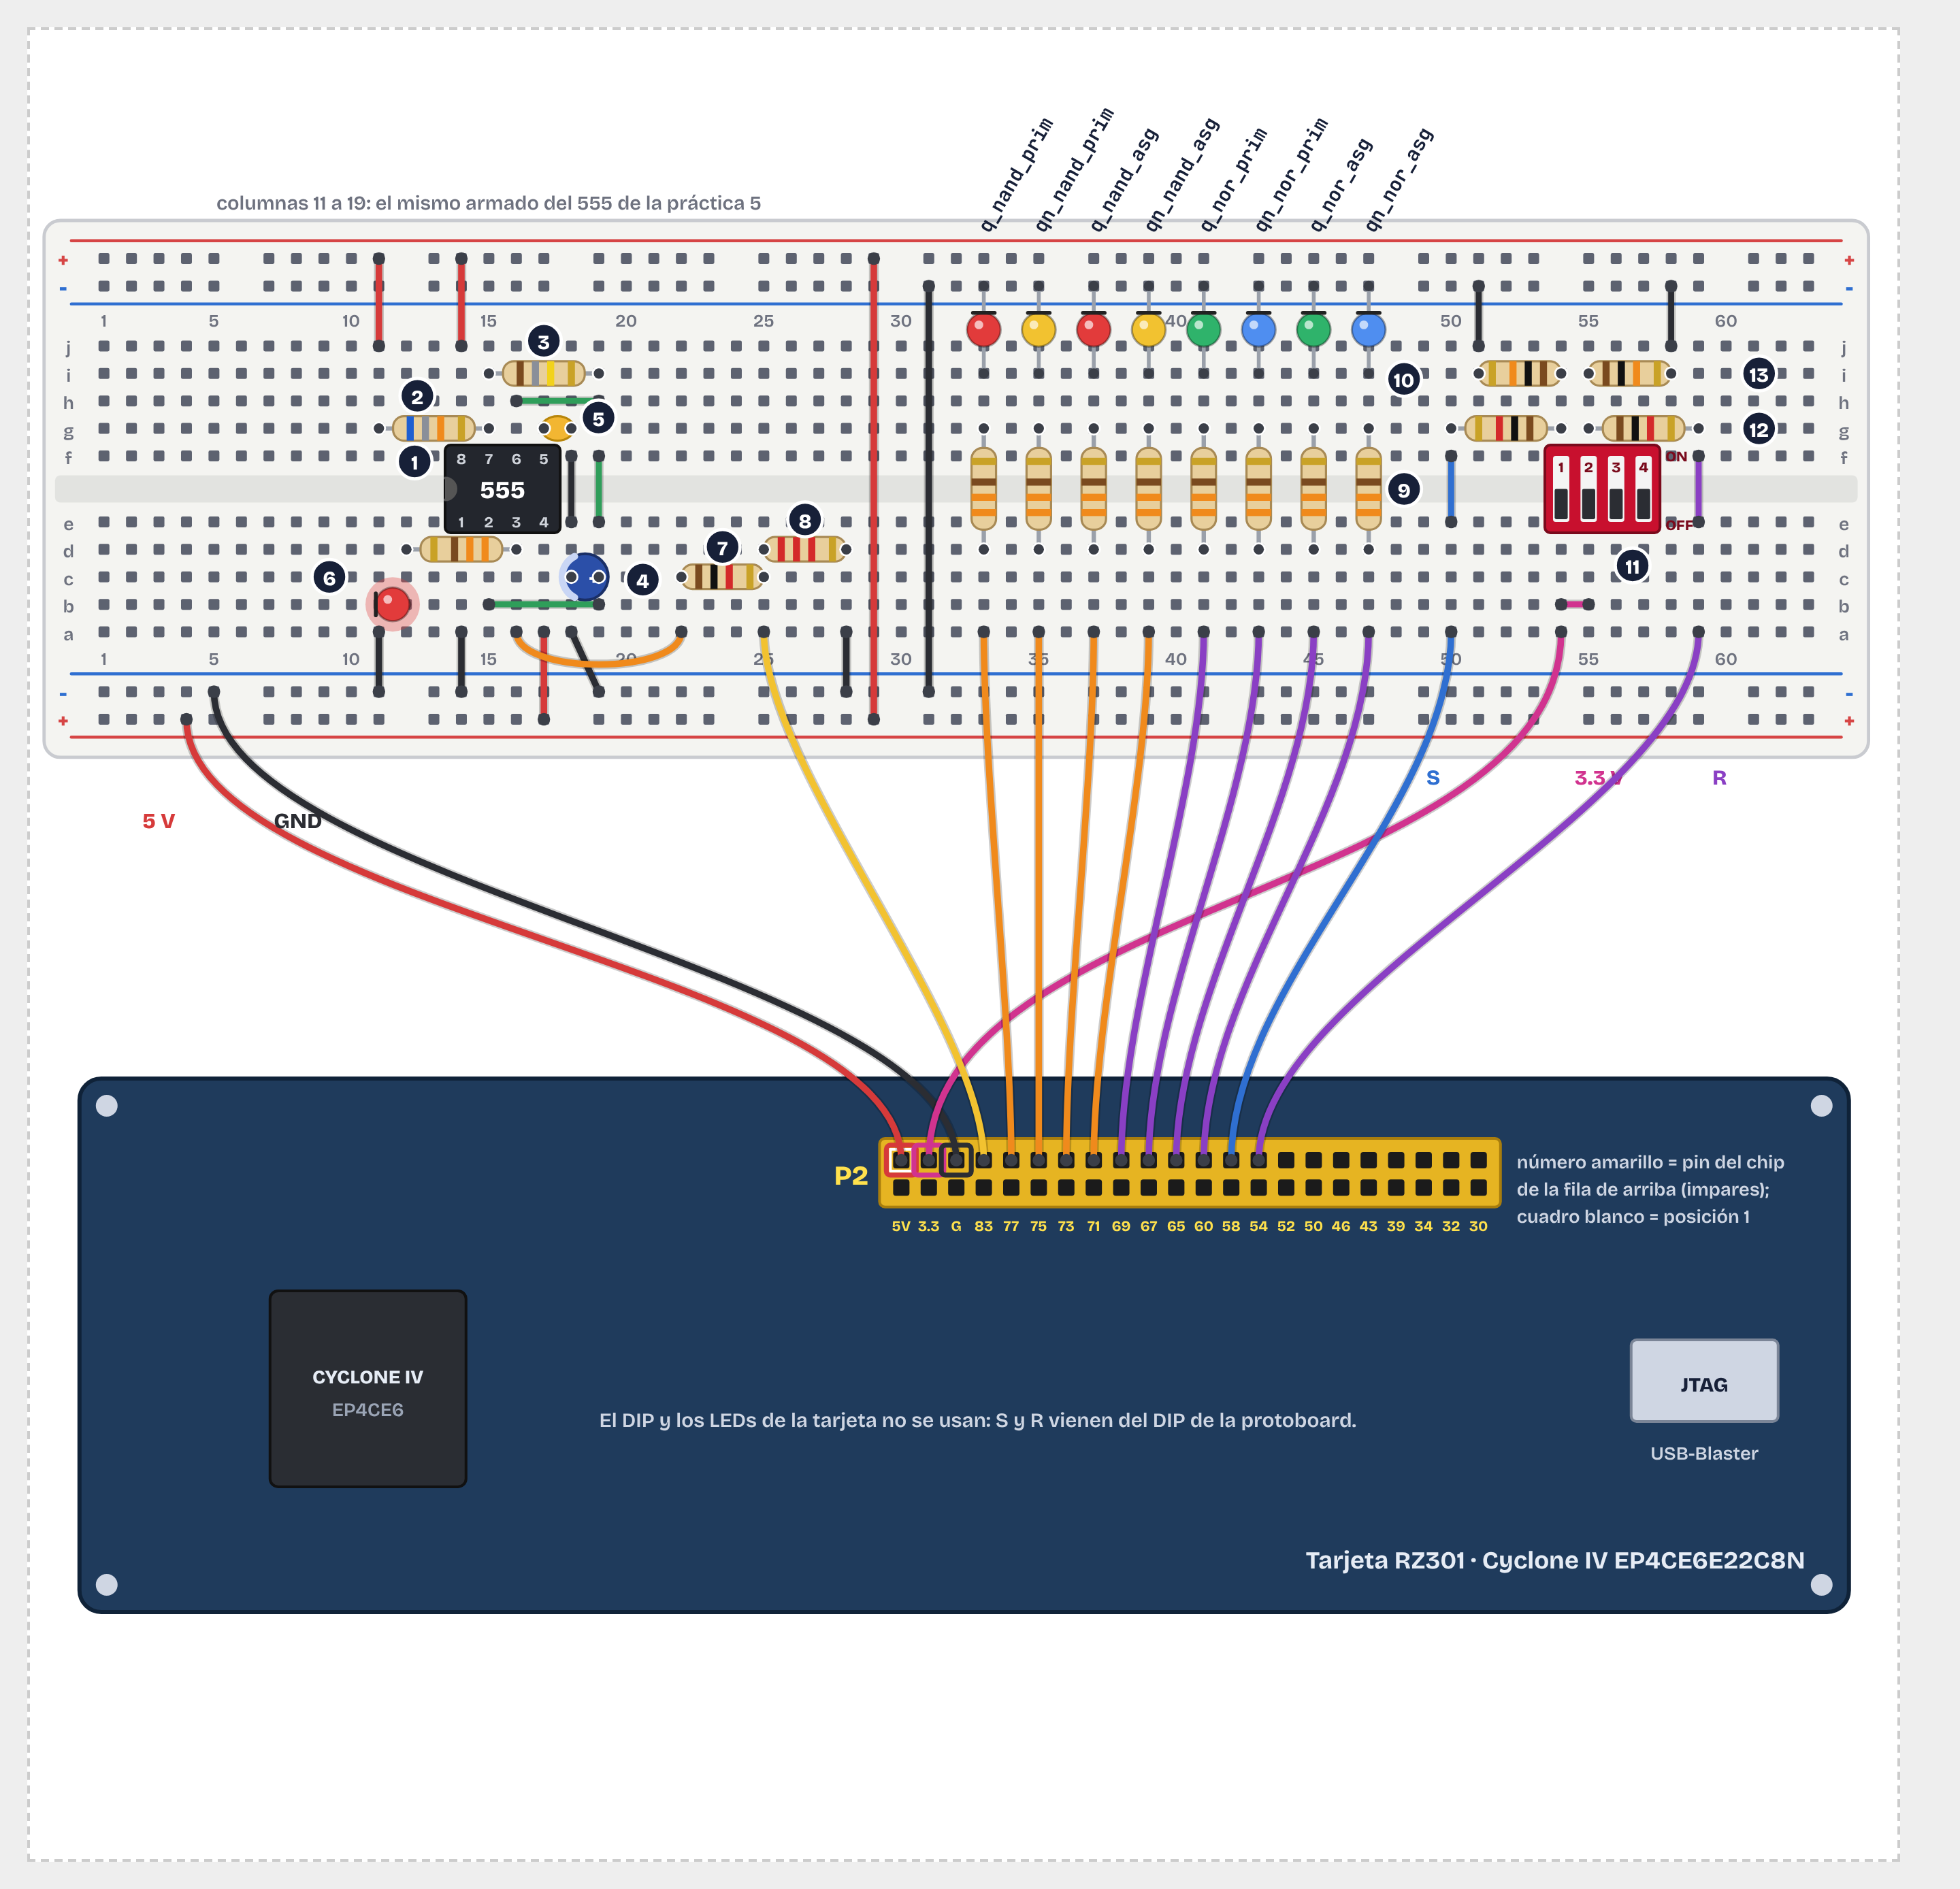 q_nand_prim
qn_nand_prim
q_nand_asg
qn_nand_asg
q_nor_prim
qn_nor_prim
q_nor_asg
qn_nor_asg
columnas 11 a 19: el mismo armado del 555 de la práctica 5
+ +
- -
1 5 10 15 20 25 30 40 50 55 60
j j
3
i 10 13 i
2
h h
5
g 12 g
1
f 8 7 6 5 1 2 3 4 ON f
555 9
e 1 2 3 4 8 OFF e
d 7 d
11
c 6 4 c
b b
a a
1 5 10 15 20 25 30 35 40 45 50 55 60
- -
+ +
S 3.3 V R
5 V GND
P2
número amarillo = pin del chip
de la fila de arriba (impares);
cuadro blanco = posición 1
5V 3.3 G 83 77 75 73 71 69 67 65 60 58 54 52 50 46 43 39 34 32 30
CYCLONE IV
EP4CE6
El DIP y los LEDs de la tarjeta no se usan: S y R vienen del DIP de la protoboard.
JTAG
USB-Blaster
Tarjeta RZ301 · Cyclone IV EP4CE6E22C8N